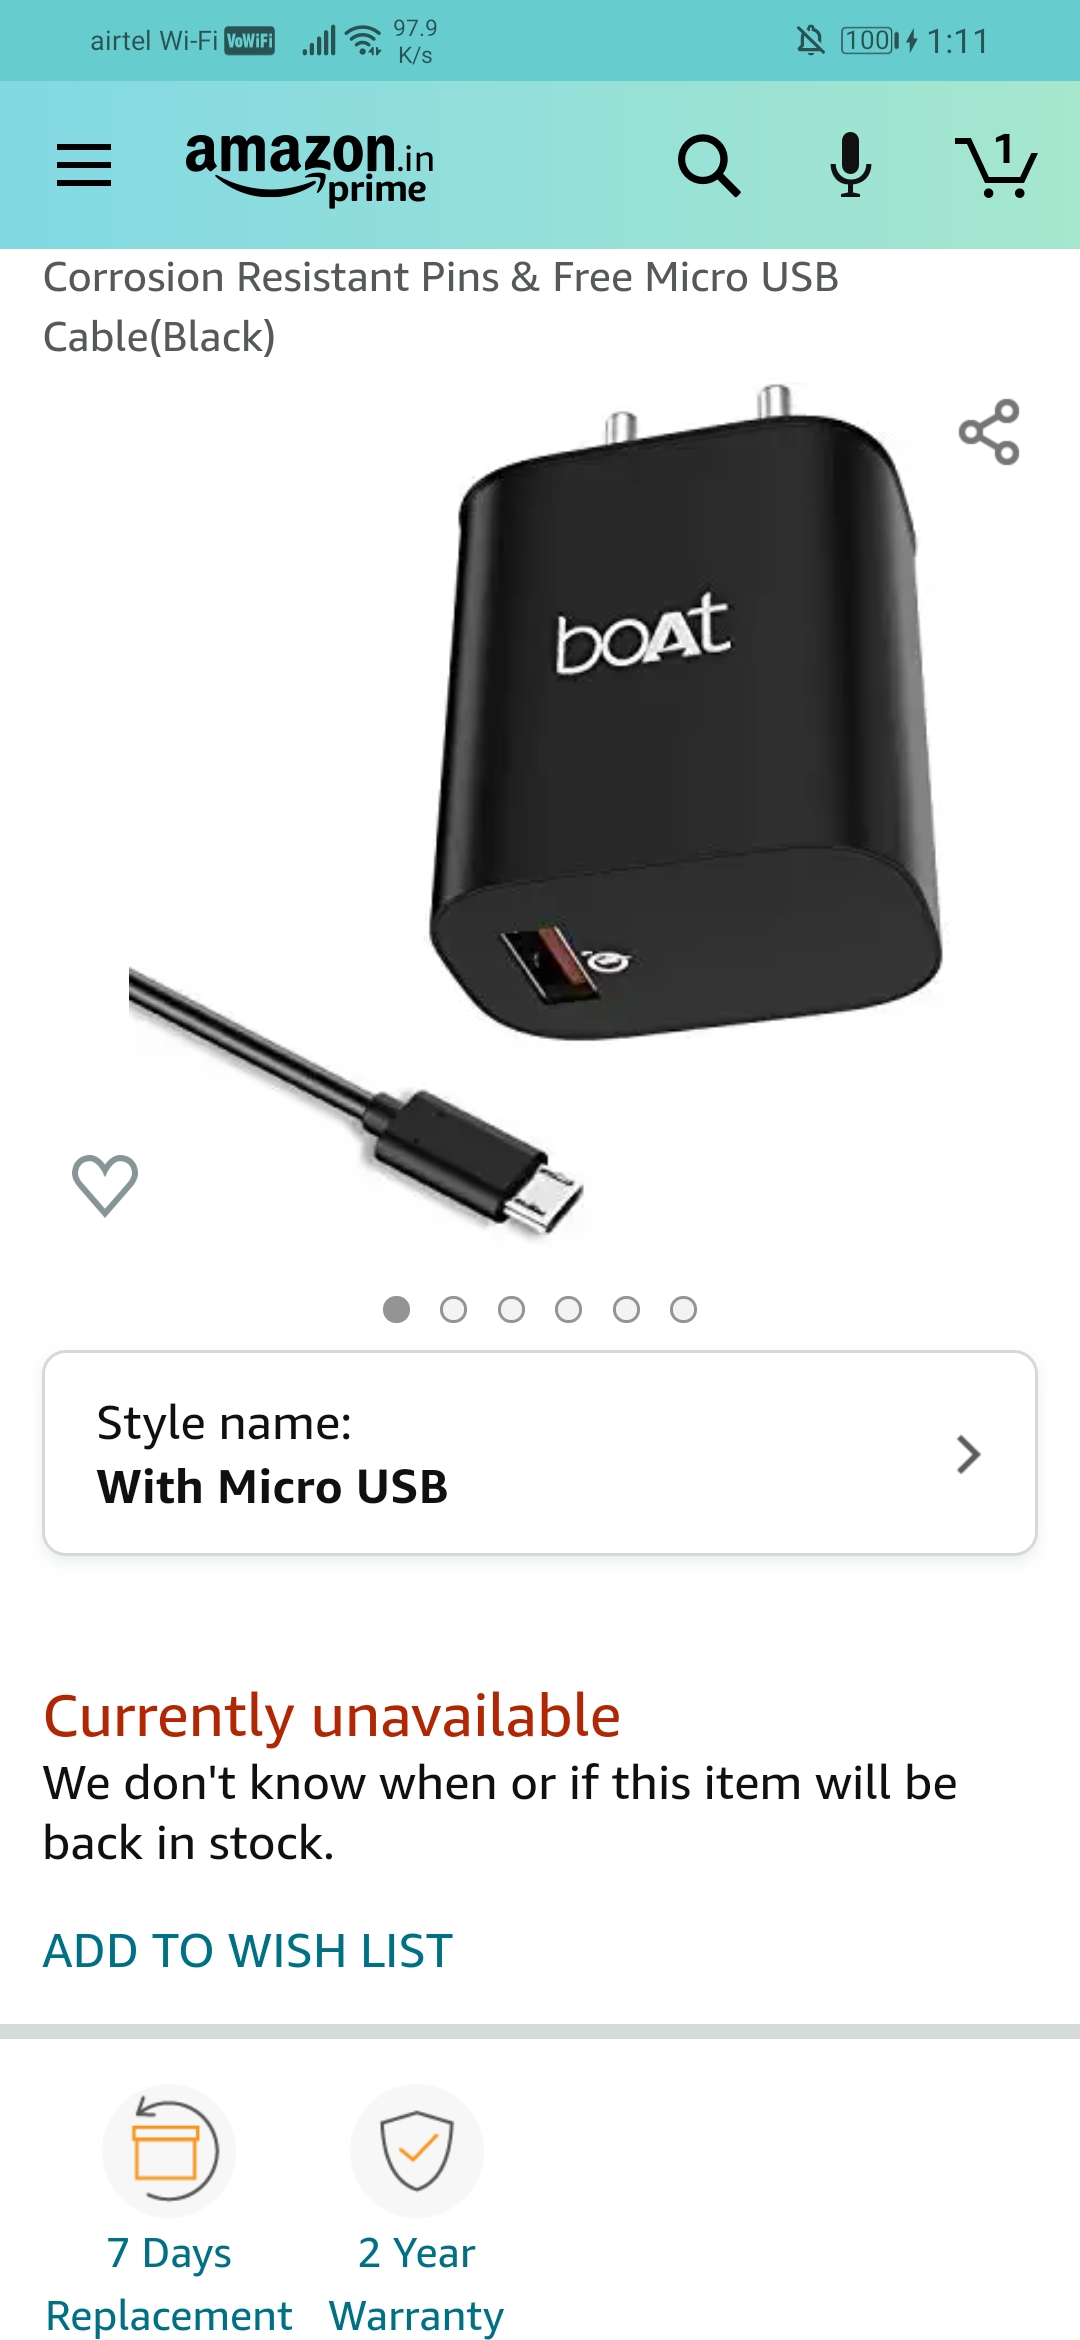 airtel Wi-Fi VoWiFi 97.9 K/s 100 1:11
amazon.in
prime
1
Corrosion Resistant Pins & Free Micro USB
Cable(Black)
boAt
Style name:
With Micro USB
Currently unavailable
We don't know when or if this item will be
back in stock.
ADD TO WISH LIST
7 Days 2 Year
Replacement Warranty